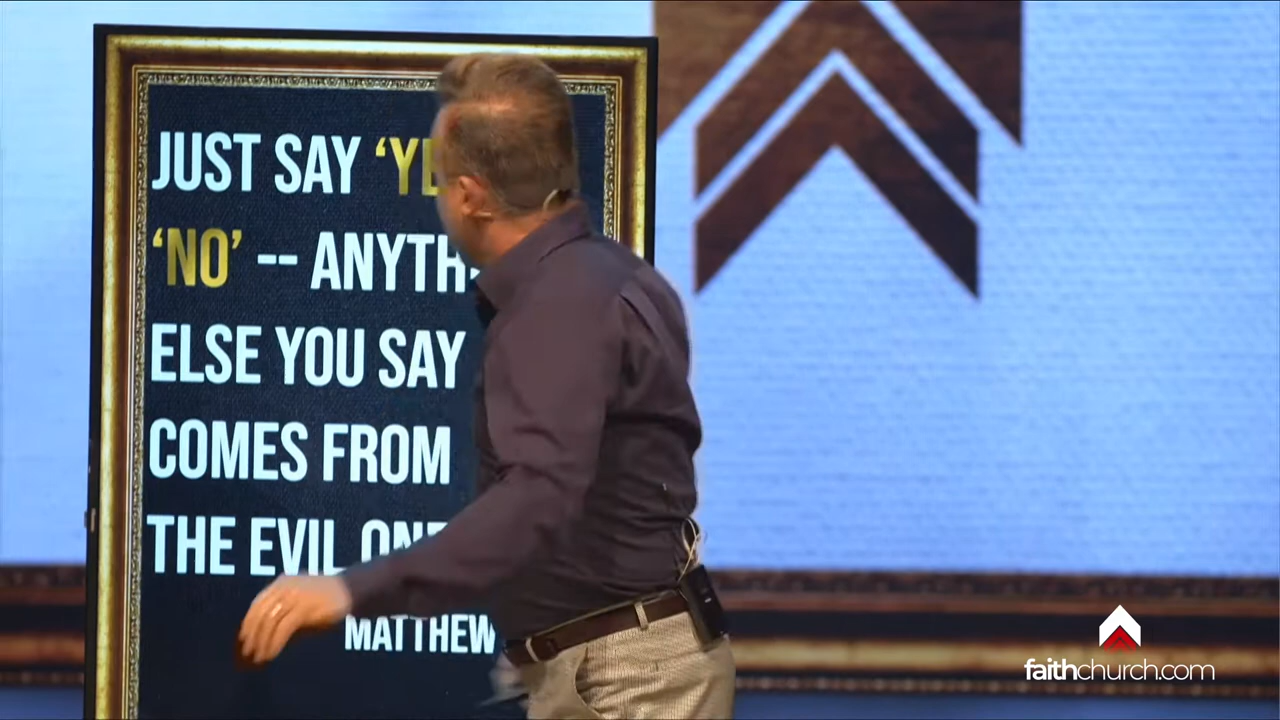 JUST SAY
‘NO’ --
ELSE YOU SAY
COMES FROM
THE EVIL
MATTHEW
faithchurch.com